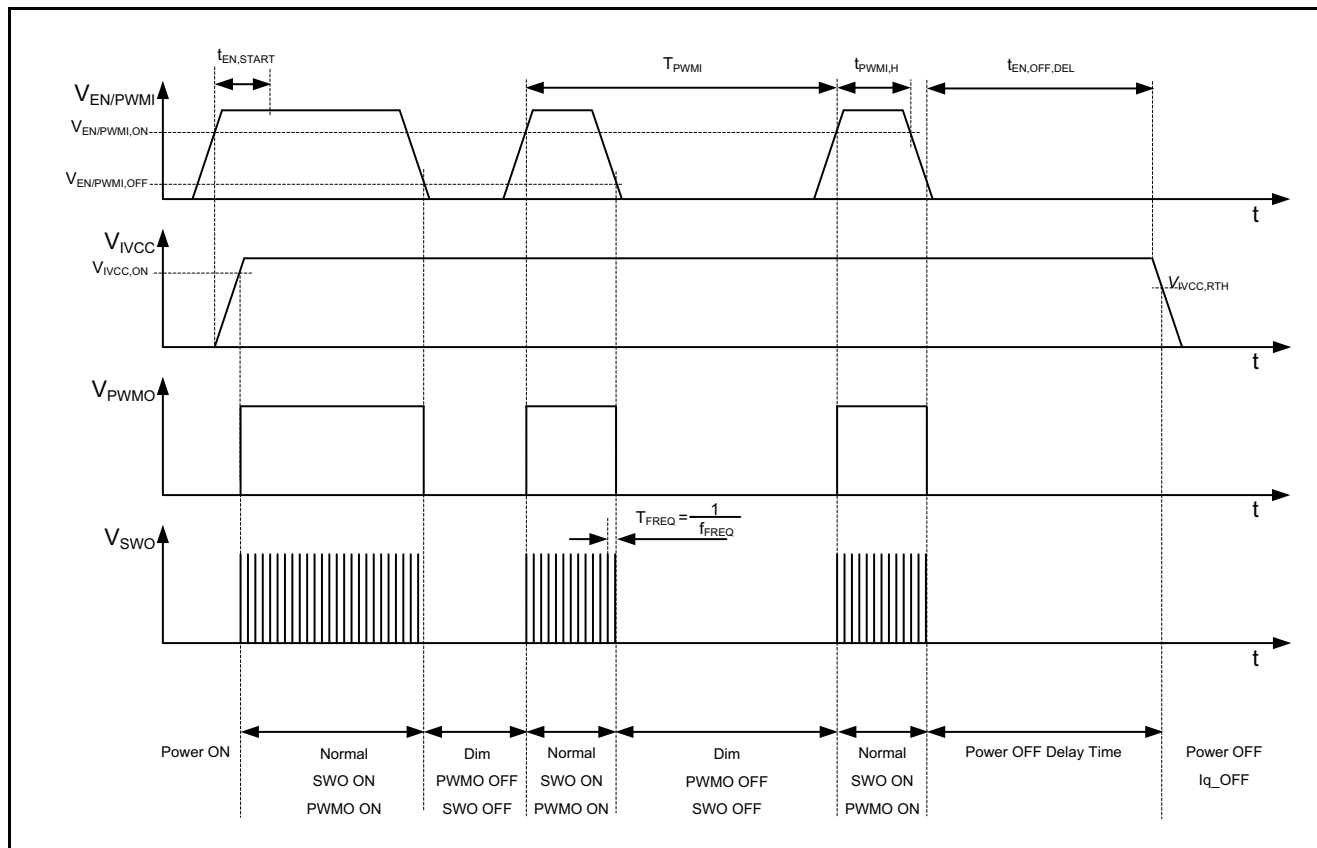 tEN,START
TPWMI
tPWMI,H
tEN,OFF,DEL
VEN/PWMI
VEN/PWMI,ON
VEN/PWMI,OFF
t
VIVCC
VIVCC,ON
VIVCC,RTH
t
VPWMO
t
TFREQ = 1
fFREQ
VSWO
t
Power ON
Normal
SWO ON
PWMO ON
Dim
PWMO OFF
SWO OFF
Normal
SWO ON
PWMO ON
Dim
PWMO OFF
SWO OFF
Normal
SWO ON
PWMO ON
Power OFF Delay Time
Power OFF
Iq_OFF